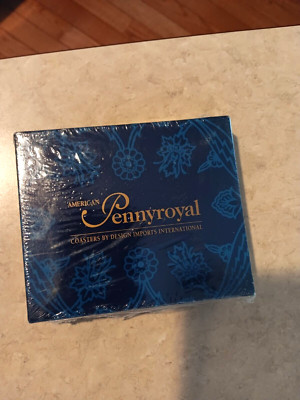 AMERICAN
Pennyroyal
COASTERS BY DESIGN IMPORTS INTERNATIONAL